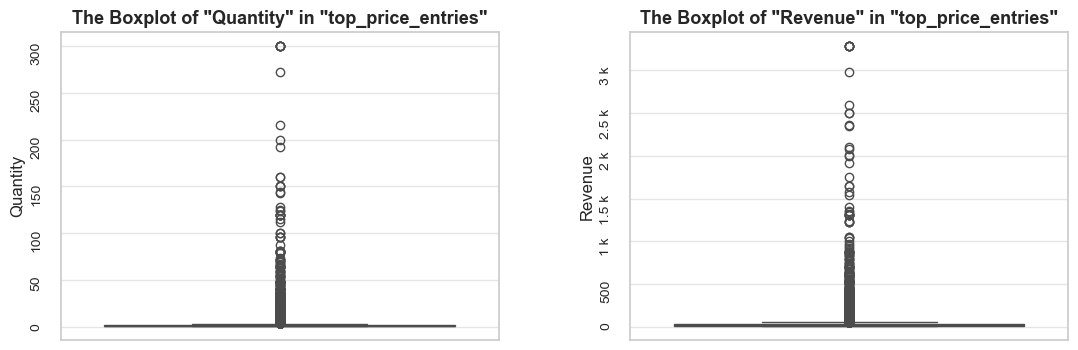 The Boxplot of "Quantity" in "top_price_entries"
300
250
200
150
100
50
0
Quantity
The Boxplot of "Revenue" in "top_price_entries"
3 k
2.5 k
2 k
1.5 k
1 k
500
0
Revenue